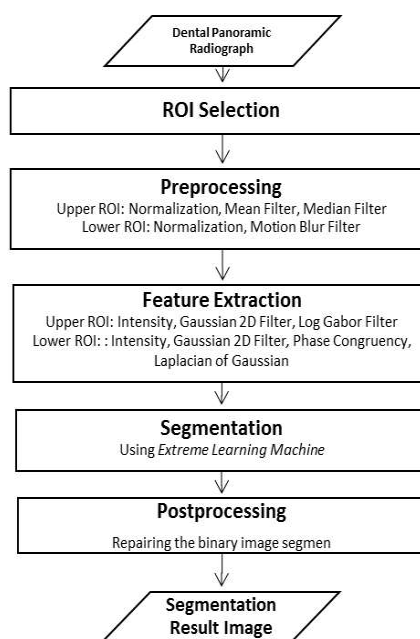 Dental Panoramic
Radiograph
ROI Selection
Preprocessing
Upper ROI: Normalization, Mean Filter, Median Filter
Lower ROI: Normalization, Motion Blur Filter
Feature Extraction
Upper ROI: Intensity, Gaussian 2D Filter, Log Gabor Filter
Lower ROI: : Intensity, Gaussian 2D Filter, Phase Congruency,
Laplacian of Gaussian
Segmentation
Using Extreme Learning Machine
Postprocessing
Repairing the binary image segmen
Segmentation
Result Image